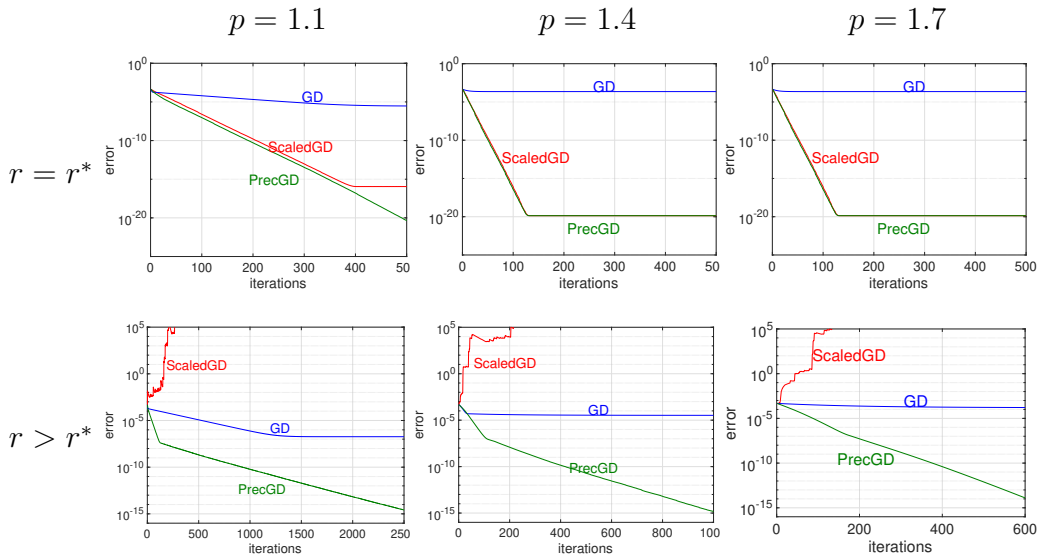 p = 1.1
p = 1.4
p = 1.7
r = r*
10^0
10^-10
10^-20
error
GD
ScaledGD
PrecGD
0 100 200 300 400 50
iterations
10^0
10^-10
10^-20
error
GD
ScaledGD
PrecGD
0 100 200 300 400 50
iterations
10^0
10^-10
10^-20
error
GD
ScaledGD
PrecGD
0 100 200 300 400 500
iterations
r > r*
10^5
10^0
10^-5
10^-10
10^-15
error
ScaledGD
GD
PrecGD
0 500 1000 1500 2000 250
iterations
10^5
10^0
10^-5
10^-10
10^-15
error
ScaledGD
GD
PrecGD
0 200 400 600 800 100
iterations
10^5
10^0
10^-5
10^-10
10^-15
error
ScaledGD
GD
PrecGD
0 200 400 600
iterations